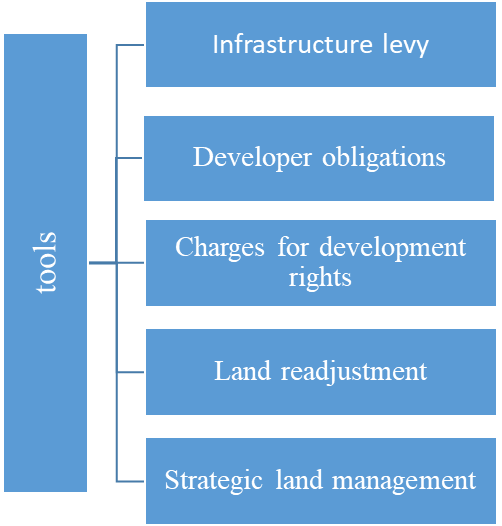 tools
Infrastructure levy
Developer obligations
Charges for development
rights
Land readjustment
Strategic land management